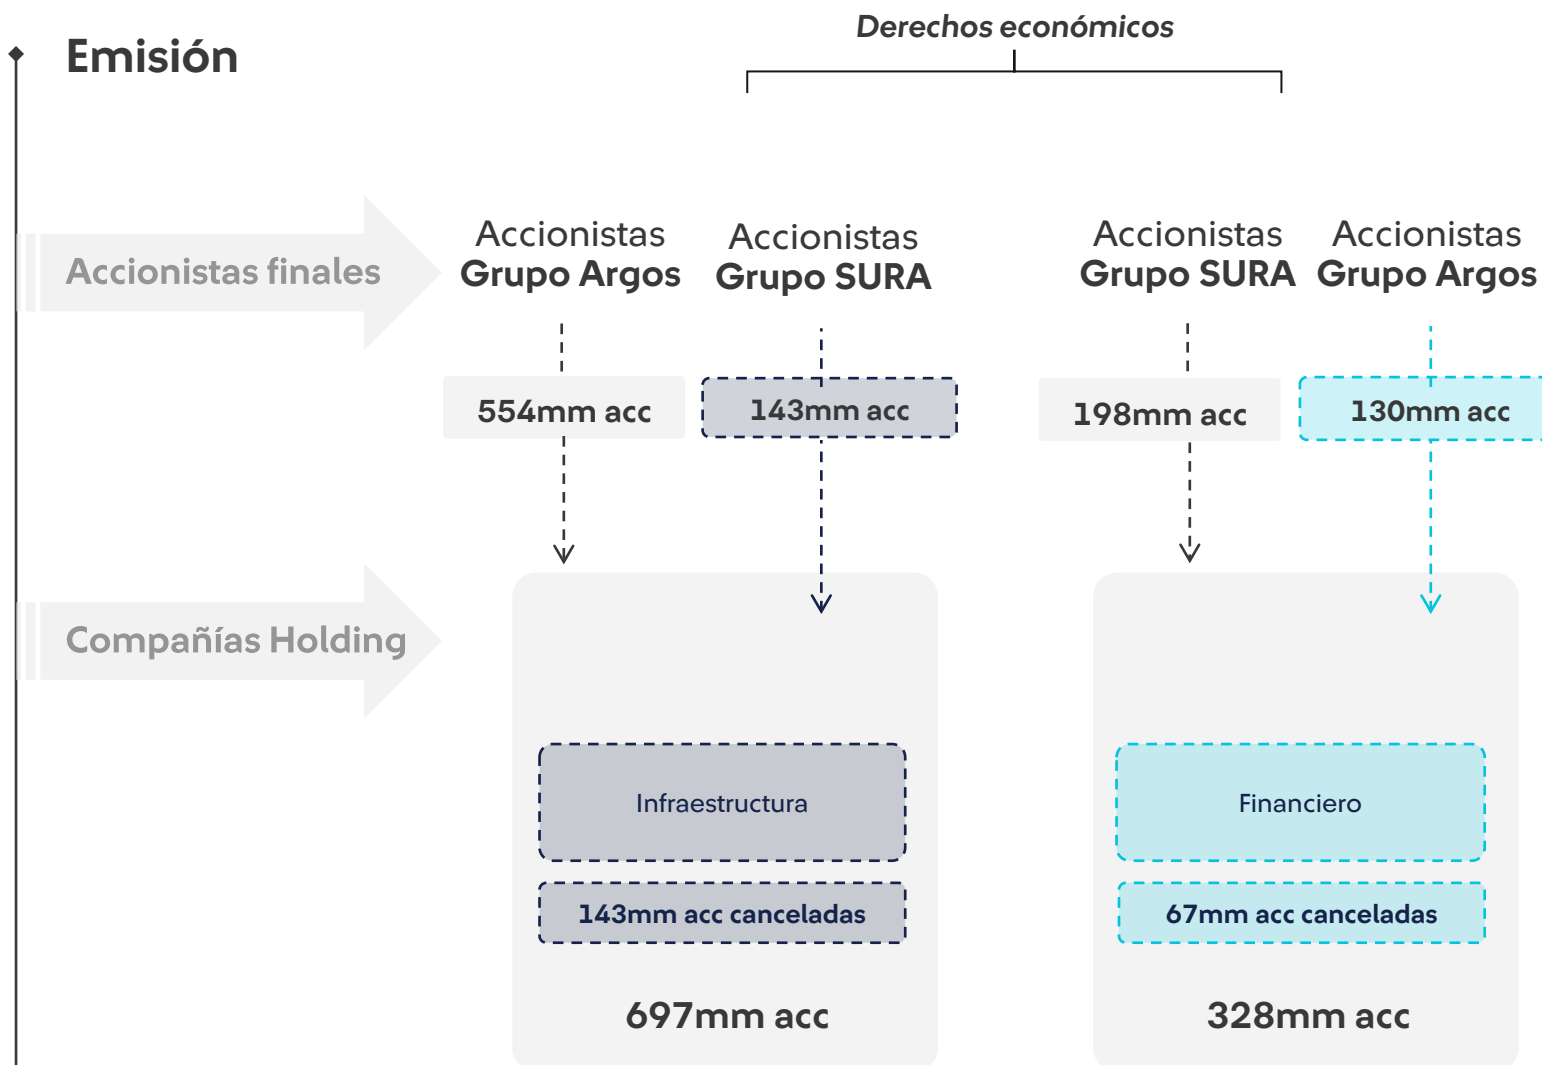 Derechos económicos
Emisión
Accionistas finales
Accionistas
Grupo Argos
Accionistas
Grupo SURA
Accionistas
Grupo SURA
Accionistas
Grupo Argos
554mm acc
143mm acc
198mm acc
130mm acc
Compañías Holding
Infraestructura
Financiero
143mm acc canceladas
67mm acc canceladas
697mm acc
328mm acc